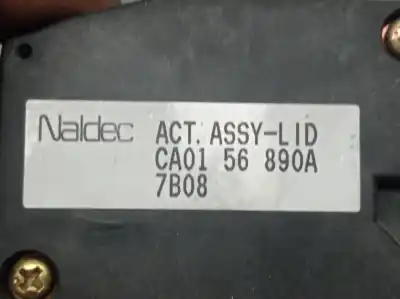 Naldec ACT. ASSY-LID
CA01 56 890A
7B08